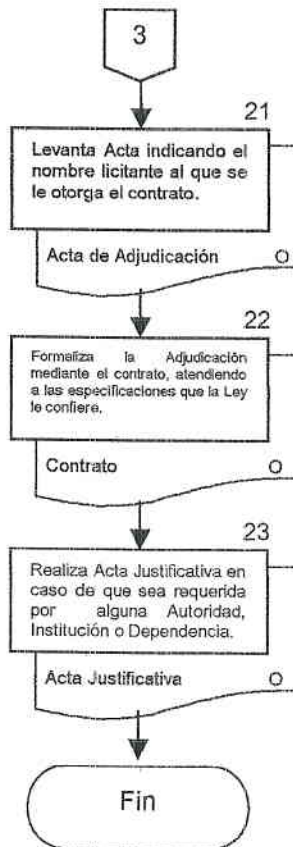 3
21
Levanta Acta indicando el
nombre licitante al que se
le otorga el contrato.
Acta de Adjudicación O
22
Formaliza la Adjudicación
mediante el contrato, atendiendo
a las especificaciones que la Ley
le confiere.
Contrato O
23
Realiza Acta Justificativa en
caso de que sea requerida
por alguna Autoridad,
Institución o Dependencia.
Acta Justificativa O
Fin